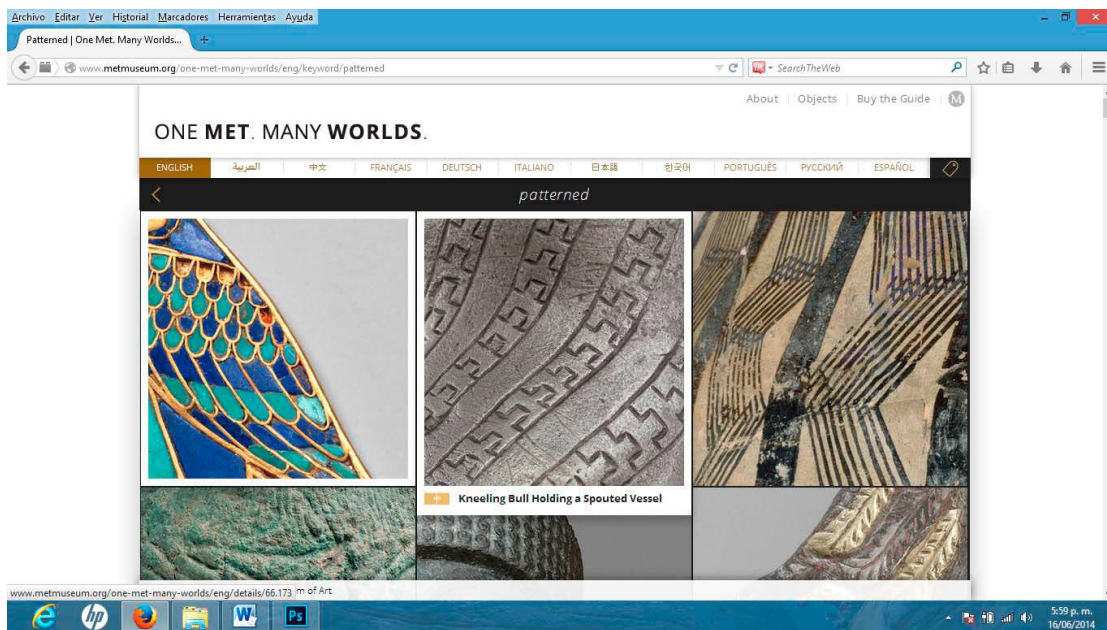 Archivo Editar Ver Historial Marcadores Herramientas Ayuda
Patterned | One Met. Many Worlds...
www.metmuseum.org/one-met-many-worlds/eng/keyword/patterned
SearchTheWeb
About Objects Buy the Guide M
ONE MET. MANY WORLDS.
ENGLISH العربية 中文 FRANÇAIS DEUTSCH ITALIANO 日本語 한국어 PORTUGUÊS РУССКИЙ ESPAÑOL
patterned
Kneeling Bull Holding a Spouted Vessel
www.metmuseum.org/one-met-many-worlds/eng/details/66.173 m of Art
hp W Ps
5:59 p. m.
16/06/2014